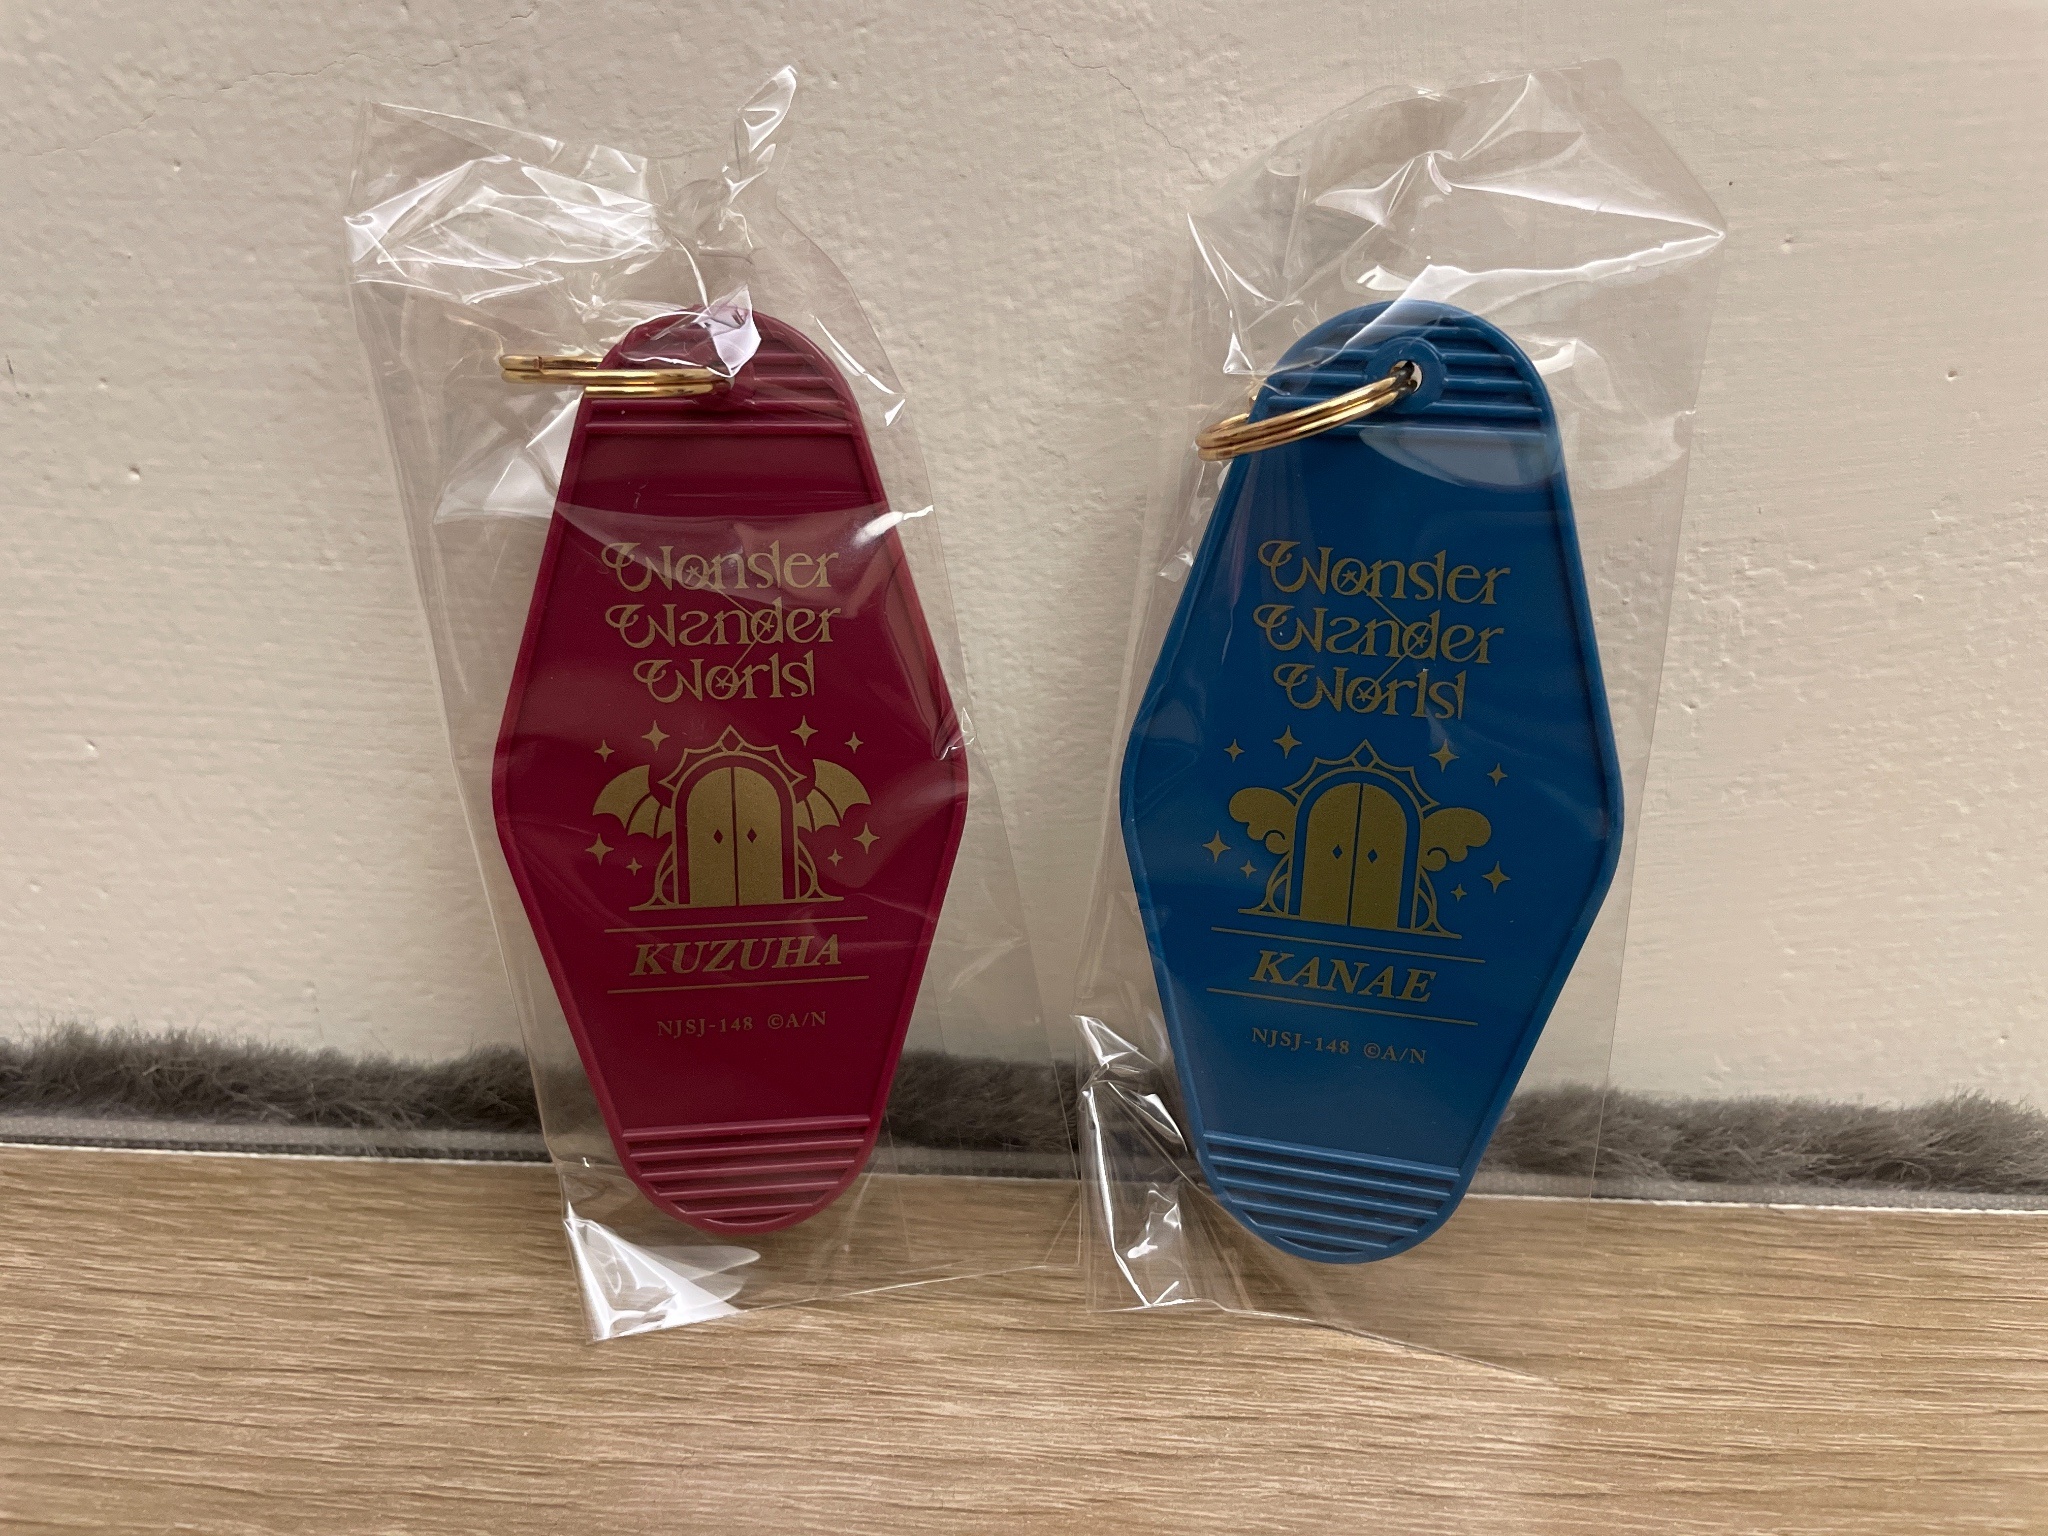 Wonder
Wander
World
KUZUHA
NJSJ-148 ©A/N
Wonder
Wander
World
KANAE
NJSJ-148 ©A/N